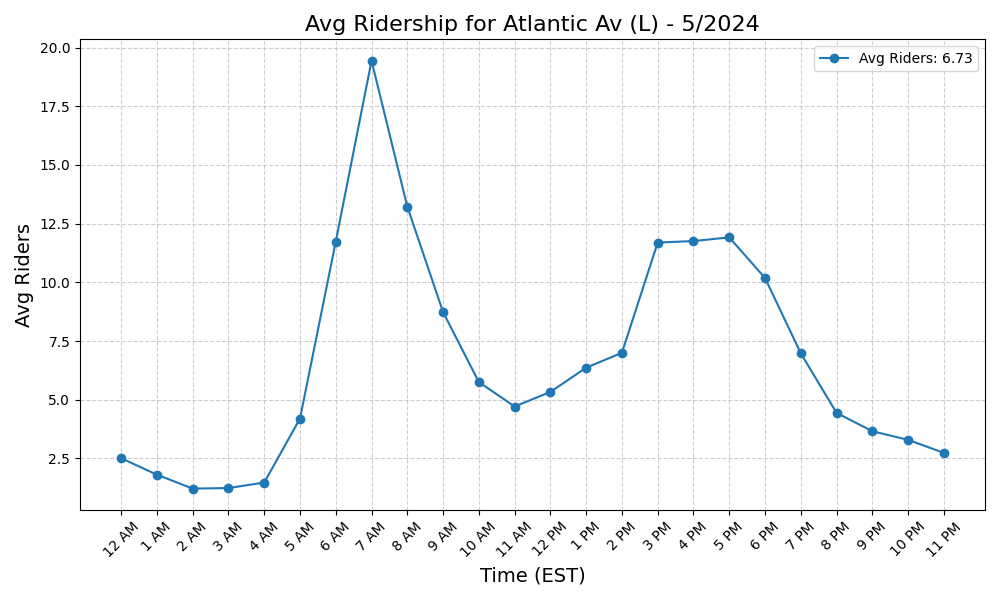 Avg Ridership for Atlantic Av (L) - 5/2024
Avg Riders: 6.73
Avg Riders
20.0
17.5
15.0
12.5
10.0
7.5
5.0
2.5
12 AM
1 AM
2 AM
3 AM
4 AM
5 AM
6 AM
7 AM
8 AM
9 AM
10 AM
11 AM
12 PM
1 PM
2 PM
3 PM
4 PM
5 PM
6 PM
7 PM
8 PM
9 PM
10 PM
11 PM
Time (EST)